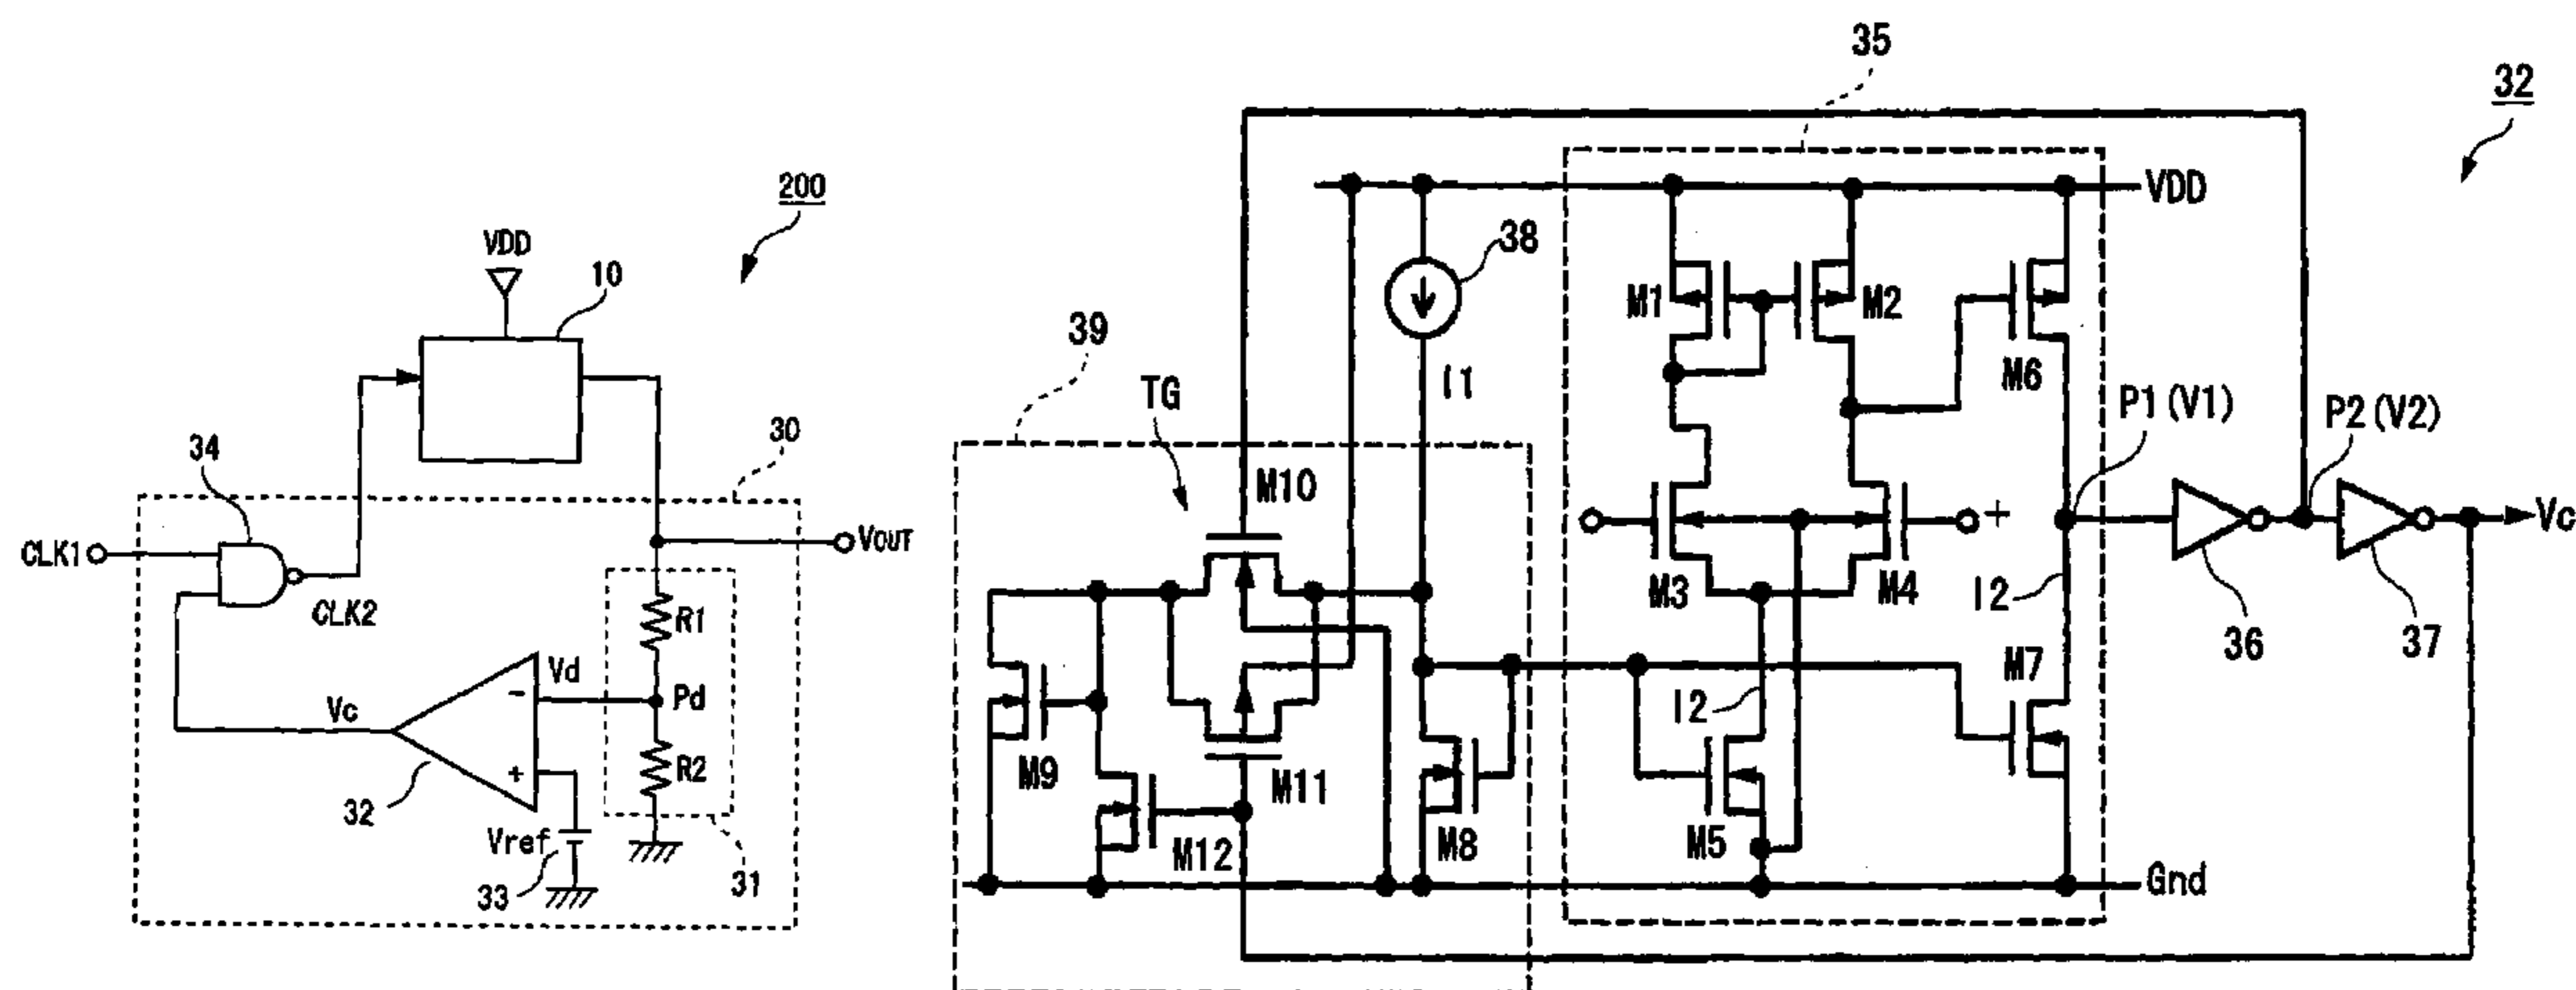 200
VDD
10
34
30
CLK1
CLK2
VOUT
R1
Vd
Pd
-
Vc
+
R2
32
Vref
33
31
35
32
VDD
38
M1
M2
39
M6
I1
TG
P1(V1)
P2(V2)
M10
+
Vc
M3
M4
I2
36
37
M7
I2
M9
M11
M12
M8
M5
Gnd